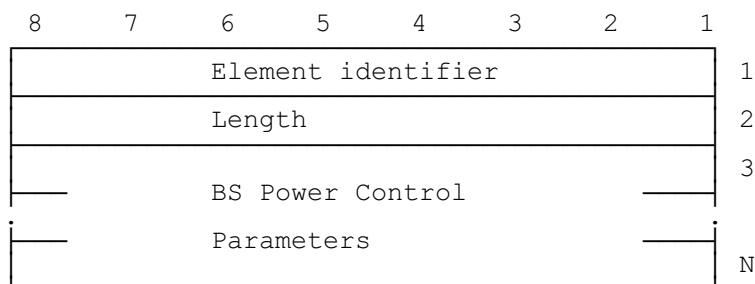 8 7 6 5 4 3 2 1
Element identifier 1
Length 2
3
BS Power Control
Parameters
N